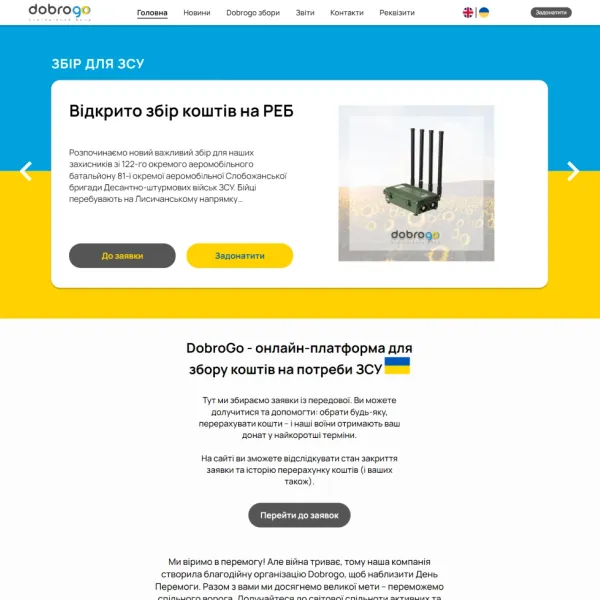 dobrogo
Головна
Новини
Dobrogo збори
Звіти
Контакти
Реквізити
Задонатити
ЗБІР ДЛЯ ЗСУ
Відкрито збір коштів на РЕБ
Розпочинаємо новий важливий збір для наших
захисників зі 122-го окремого аеромобільного
батальйону 81-ї окремої аеромобільної Слобожанської
бригади Десантно-штурмових військ ЗСУ. Бійці
перебувають на Лисичанському напрямку...
dobrogo
До заявки
Задонатити
DobroGo - онлайн-платформа для
збору коштів на потреби ЗСУ
Тут ми збираємо заявки із передової. Ви можете
долучитися та допомогти: обрати будь-яку,
перерахувати кошти – і наші воїни отримають ваш
донат у найкоротші терміни.
На сайті ви зможете відслідкувати стан закриття
заявки та історію перерахунку коштів (і ваших
також).
Перейти до заявок
Ми віримо в перемогу! Але війна триває, тому наша компанія
створила благодійну організацію Dobrogo, щоб наблизити День
Перемоги. Разом з вами ми досягнемо великої мети – переможемо
спільного ворога. Долучайтеся до світової спільноти активних та